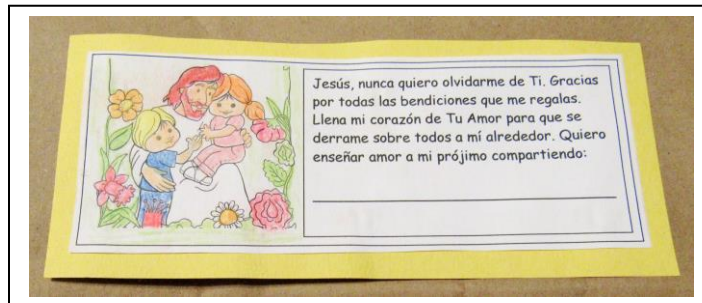 Jesús, nunca quiero olvidarme de Ti. Gracias
por todas las bendiciones que me regalas.
Llena mi corazón de Tu Amor para que se
derrame sobre todos a mí alrededor. Quiero
enseñar amor a mi prójimo compartiendo: